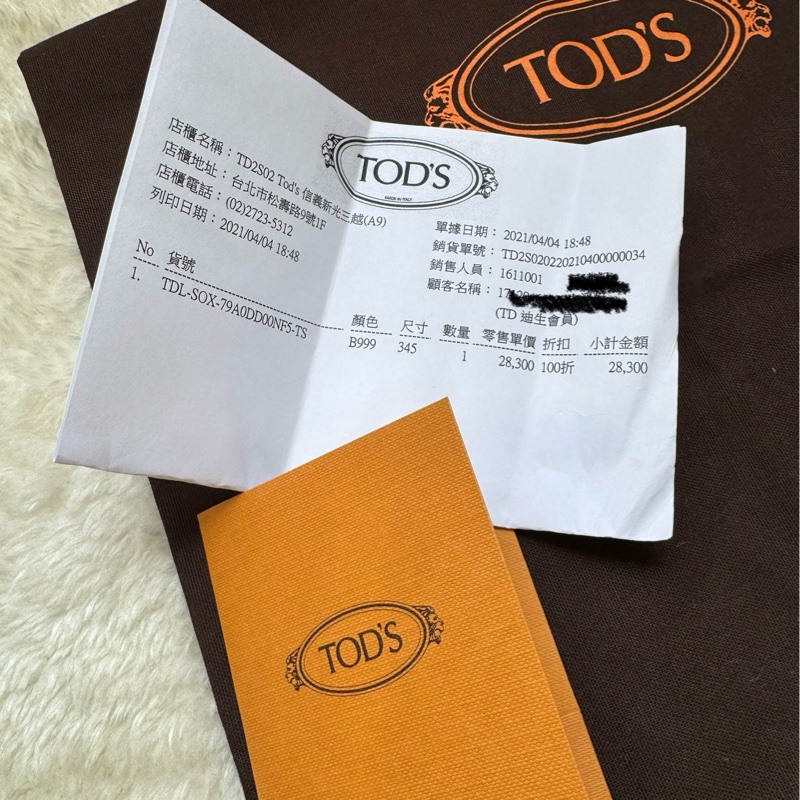 TOD'S
TOD'S
MADE IN ITALY
店櫃名稱：TD2S02 Tod's 信義新光三越(A9)
店櫃地址：台北市松壽路9號1F
店櫃電話：(02)2723-5312
列印日期：2021/04/04 18:48
單據日期：2021/04/04 18:48
銷貨單號：TD2S020220210400000034
銷售人員：1611001
顧客名稱：
(TD 迪生會員)
No 貨號 顏色 尺寸 數量 零售單價 折扣 小計金額
1. TDL-SOX-79A0DD00NF5-TS B999 345 1 28,300 100折 28,300
TOD'S